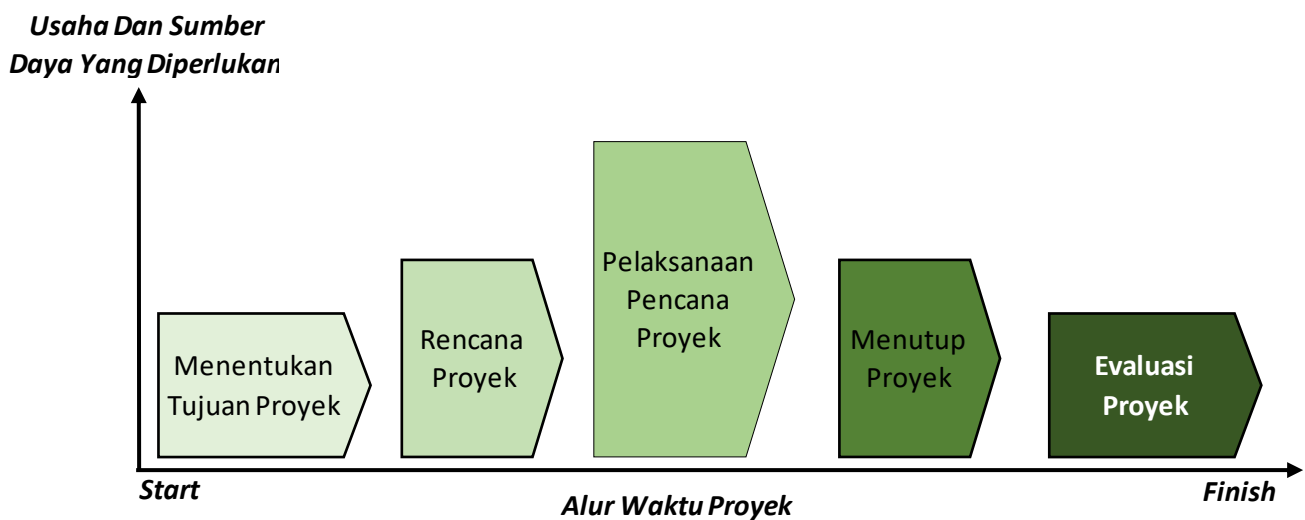 Usaha Dan Sumber
Daya Yang Diperlukan
Menentukan
Tujuan Proyek
Rencana
Proyek
Pelaksanaan
Pencana
Proyek
Menutup
Proyek
Evaluasi
Proyek
Start
Alur Waktu Proyek
Finish